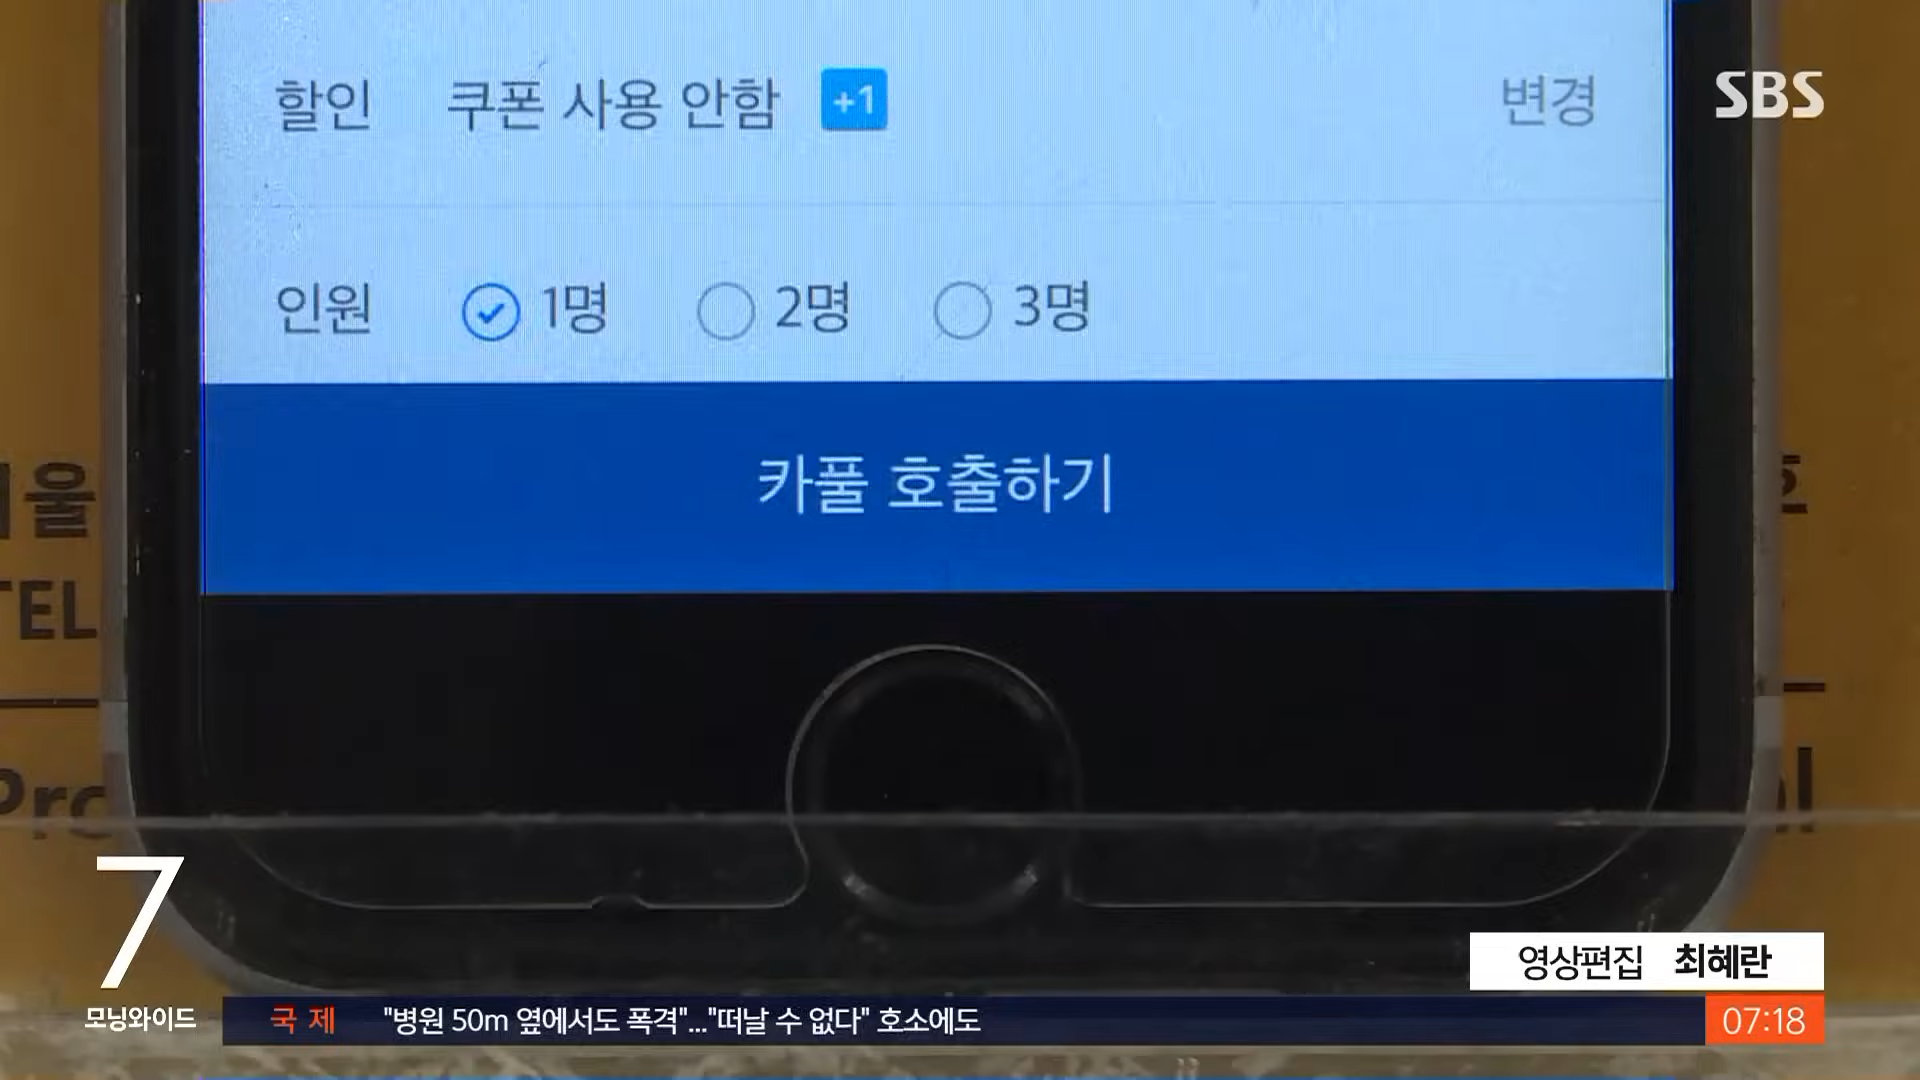 할인 쿠폰 사용 안함 +1 변경
SBS
인원 1명 2명 3명
카풀 호출하기
울
TEL
Pro
7
모닝와이드
영상편집 최혜란
국제 "병원 50m 옆에서도 폭격"..."떠날 수 없다" 호소에도
07:18